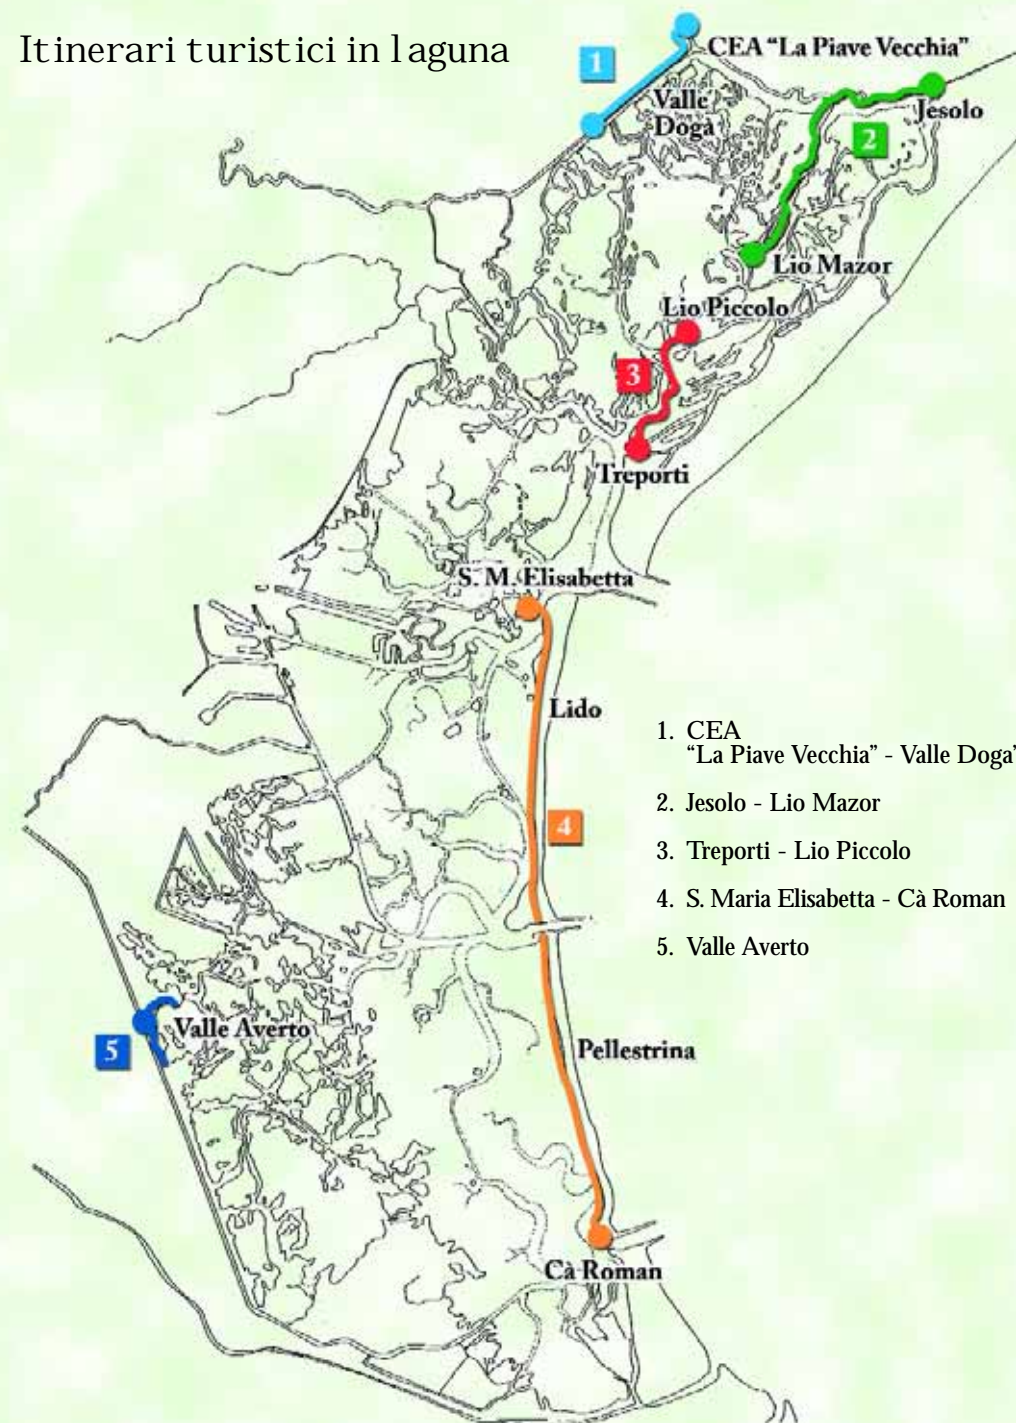 Itinerari turistici in laguna
1
CEA “La Piave Vecchia”
Valle
Dogà
Jesolo
2
Lio Mazor
Lio Piccolo
3
Treporti
S. M. Elisabetta
Lido
1. CEA
“La Piave Vecchia” - Valle Doga'
2. Jesolo - Lio Mazor
4
3. Treporti - Lio Piccolo
4. S. Maria Elisabetta - Cà Roman
5. Valle Averto
Valle Averto
5
Pellestrina
Cà Roman